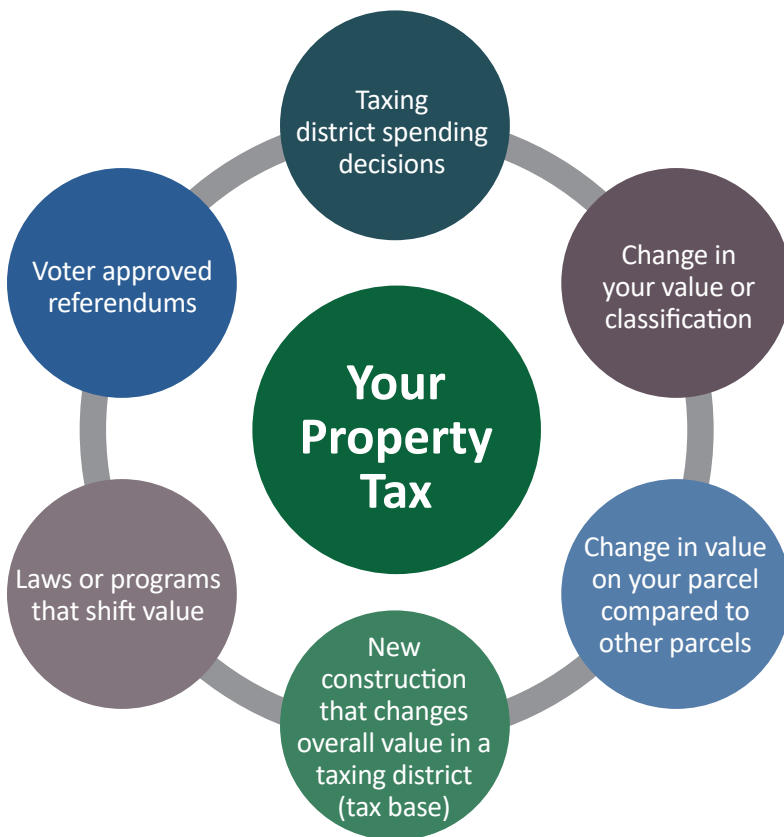 Taxing
district spending
decisions
Change in
your value or
classification
Change in value
on your parcel
compared to
other parcels
New
construction
that changes
overall value in a
taxing district
(tax base)
Laws or programs
that shift value
Voter approved
referendums
Your
Property
Tax